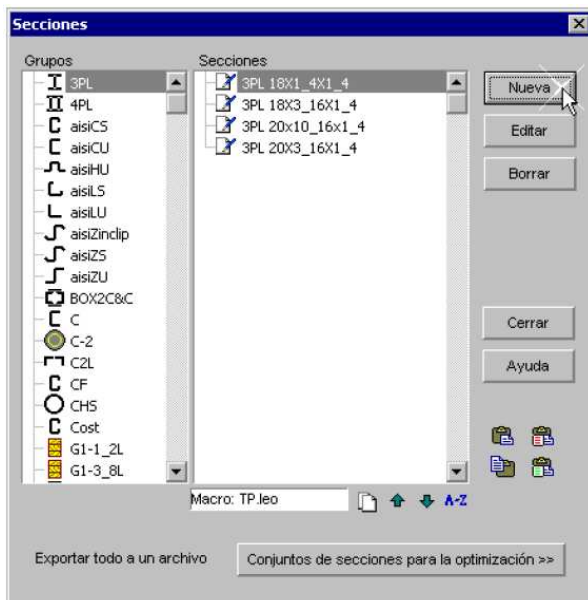 Secciones
Grupos
Secciones
3PL
4PL
aisiCS
aisiCU
aisiHU
aisiLS
aisiLU
aisiZinclip
aisiZS
aisiZU
BOX2C&C
C
C-2
C2L
CF
CHS
Cost
G1-1_2L
G1-3_8L
3PL 18X1_4X1_4
3PL 18X3_16X1_4
3PL 20x10_16x1_4
3PL 20X3_16X1_4
Nueva
Editar
Borrar
Cerrar
Ayuda
Macro: TP.leo
A-Z
Exportar todo a un archivo
Conjuntos de secciones para la optimización >>